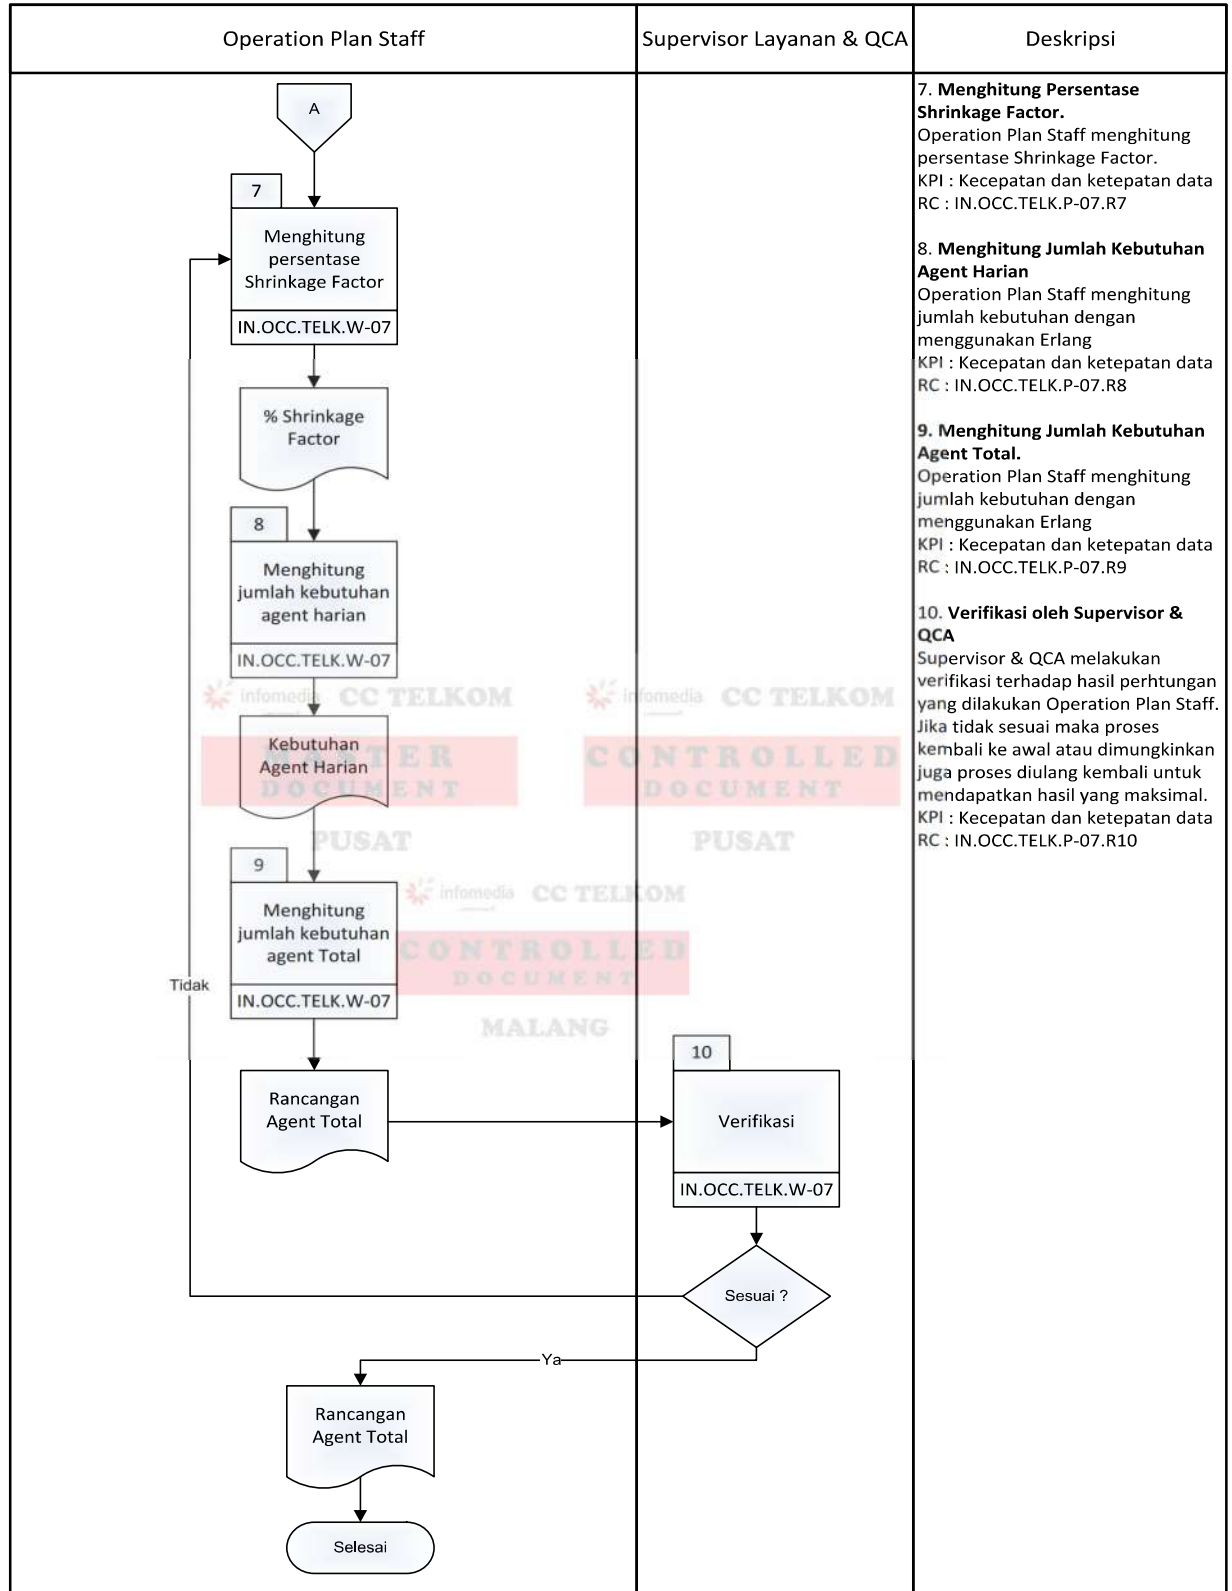 Operation Plan Staff
Supervisor Layanan & QCA
Deskripsi
A
7
Menghitung
persentase
Shrinkage Factor
IN.OCC.TELK.W-07
% Shrinkage
Factor
8
Menghitung
jumlah kebutuhan
agent harian
IN.OCC.TELK.W-07
Kebutuhan
Agent Harian
9
Menghitung
jumlah kebutuhan
agent Total
IN.OCC.TELK.W-07
Tidak
Rancangan
Agent Total
10
Verifikasi
IN.OCC.TELK.W-07
Sesuai ?
Ya
Rancangan
Agent Total
Selesai
infomedia CC TELKOM
MASTER
DOCUMENT
PUSAT
infomedia CC TELKOM
CONTROLLED
DOCUMENT
PUSAT
infomedia CC TELKOM
CONTROLLED
DOCUMENT
MALANG
7. Menghitung Persentase
Shrinkage Factor.
Operation Plan Staff menghitung
persentase Shrinkage Factor.
KPI : Kecepatan dan ketepatan data
RC : IN.OCC.TELK.P-07.R7
8. Menghitung Jumlah Kebutuhan
Agent Harian
Operation Plan Staff menghitung
jumlah kebutuhan dengan
menggunakan Erlang
KPI : Kecepatan dan ketepatan data
RC : IN.OCC.TELK.P-07.R8
9. Menghitung Jumlah Kebutuhan
Agent Total.
Operation Plan Staff menghitung
jumlah kebutuhan dengan
menggunakan Erlang
KPI : Kecepatan dan ketepatan data
RC : IN.OCC.TELK.P-07.R9
10. Verifikasi oleh Supervisor &
QCA
Supervisor & QCA melakukan
verifikasi terhadap hasil perhtungan
yang dilakukan Operation Plan Staff.
Jika tidak sesuai maka proses
kembali ke awal atau dimungkinkan
juga proses diulang kembali untuk
mendapatkan hasil yang maksimal.
KPI : Kecepatan dan ketepatan data
RC : IN.OCC.TELK.P-07.R10